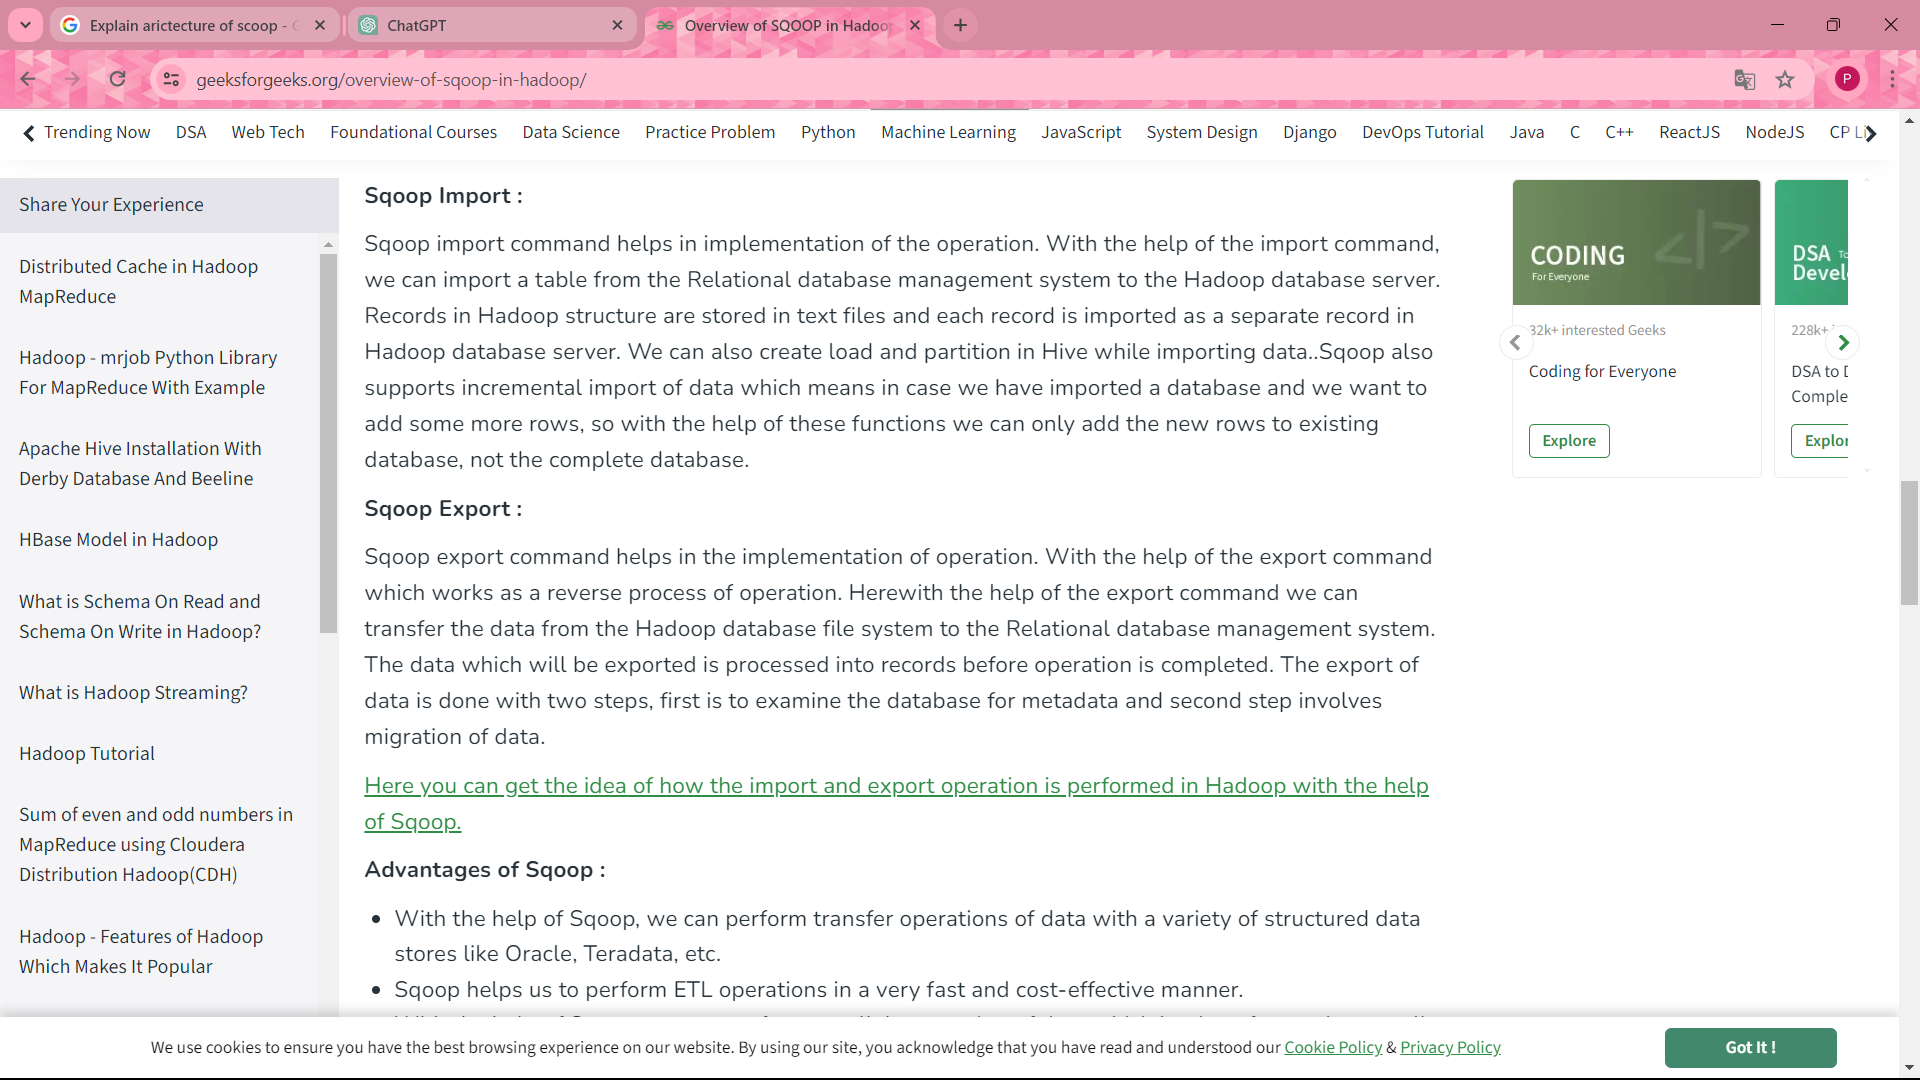 Explain arictecture of scoop -
ChatGPT
Overview of SQOOP in Hadoo
geeksforgeeks.org/overview-of-sqoop-in-hadoop/
P
Trending Now DSA Web Tech Foundational Courses Data Science Practice Problem Python Machine Learning JavaScript System Design Django DevOps Tutorial Java C C++ ReactJS NodeJS CP Li
Share Your Experience
Distributed Cache in Hadoop
MapReduce
Hadoop - mrjob Python Library
For MapReduce With Example
Apache Hive Installation With
Derby Database And Beeline
HBase Model in Hadoop
What is Schema On Read and
Schema On Write in Hadoop?
What is Hadoop Streaming?
Hadoop Tutorial
Sum of even and odd numbers in
MapReduce using Cloudera
Distribution Hadoop(CDH)
Hadoop - Features of Hadoop
Which Makes It Popular
Sqoop Import :
Sqoop import command helps in implementation of the operation. With the help of the import command,
we can import a table from the Relational database management system to the Hadoop database server.
Records in Hadoop structure are stored in text files and each record is imported as a separate record in
Hadoop database server. We can also create load and partition in Hive while importing data..Sqoop also
supports incremental import of data which means in case we have imported a database and we want to
add some more rows, so with the help of these functions we can only add the new rows to existing
database, not the complete database.
Sqoop Export :
Sqoop export command helps in the implementation of operation. With the help of the export command
which works as a reverse process of operation. Herewith the help of the export command we can
transfer the data from the Hadoop database file system to the Relational database management system.
The data which will be exported is processed into records before operation is completed. The export of
data is done with two steps, first is to examine the database for metadata and second step involves
migration of data.
Here you can get the idea of how the import and export operation is performed in Hadoop with the help
of Sqoop.
Advantages of Sqoop :
With the help of Sqoop, we can perform transfer operations of data with a variety of structured data
stores like Oracle, Teradata, etc.
Sqoop helps us to perform ETL operations in a very fast and cost-effective manner.
CODING
For Everyone
</>
32k+ interested Geeks
Coding for Everyone
Explore
DSA To
Devel
228k+
DSA to D
Comple
Explor
We use cookies to ensure you have the best browsing experience on our website. By using our site, you acknowledge that you have read and understood our Cookie Policy & Privacy Policy
Got It !